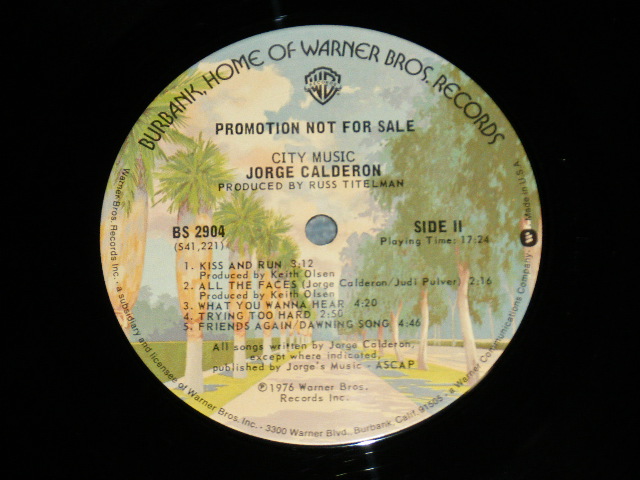 BURBANK, HOME OF WARNER BROS. RECORDS
WB
PROMOTION NOT FOR SALE
CITY MUSIC
JORGE CALDERON
PRODUCED BY RUSS TITELMAN
BS 2904
(S41,221)
SIDE II
Playing Time: 17:24
1. KISS AND RUN 3:12
Produced by Keith Olsen
2. ALL THE FACES (Jorge Calderon/Judi Pulver) 2:16
Produced by Keith Olsen
3. WHAT YOU WANNA HEAR 4:20
4. TRYING TOO HARD 2:50
5. FRIENDS AGAIN/DAWNING SONG 4:46
All songs written by Jorge Calderon,
except where indicated,
published by Jorge's Music - ASCAP
℗1976 Warner Bros.
Records Inc.
Warner Bros. Records Inc. - a subsidiary and licensee of Warner Bros. Inc. - 3300 Warner Blvd., Burbank, Calif. 91505 - a Warner Communications Company. Made in U.S.A.